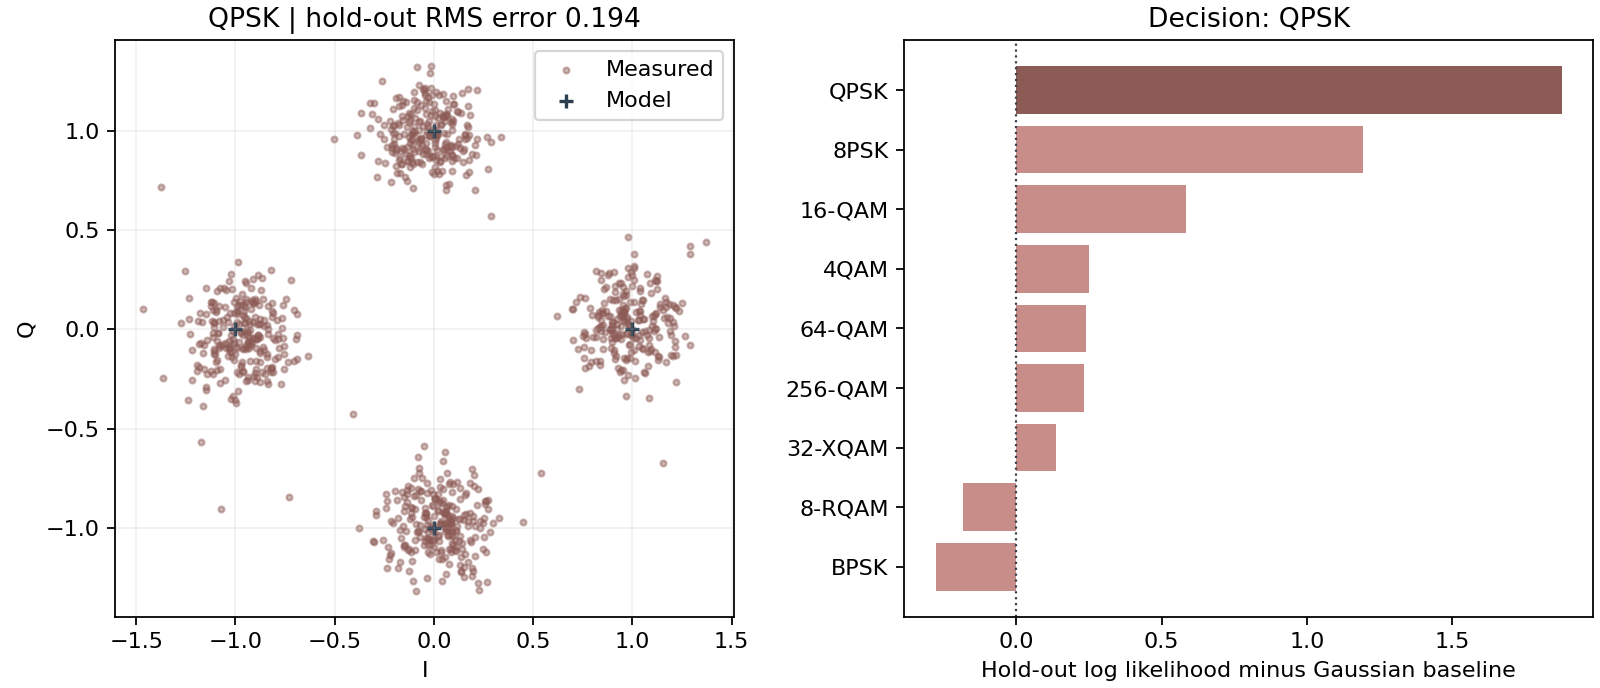 QPSK | hold-out RMS error 0.194
Measured
Model
1.0
0.5
0.0
−0.5
−1.0
Q
−1.5
−1.0
−0.5
0.0
0.5
1.0
1.5
I
Decision: QPSK
QPSK
8PSK
16-QAM
4QAM
64-QAM
256-QAM
32-XQAM
8-RQAM
BPSK
0.0
0.5
1.0
1.5
Hold-out log likelihood minus Gaussian baseline